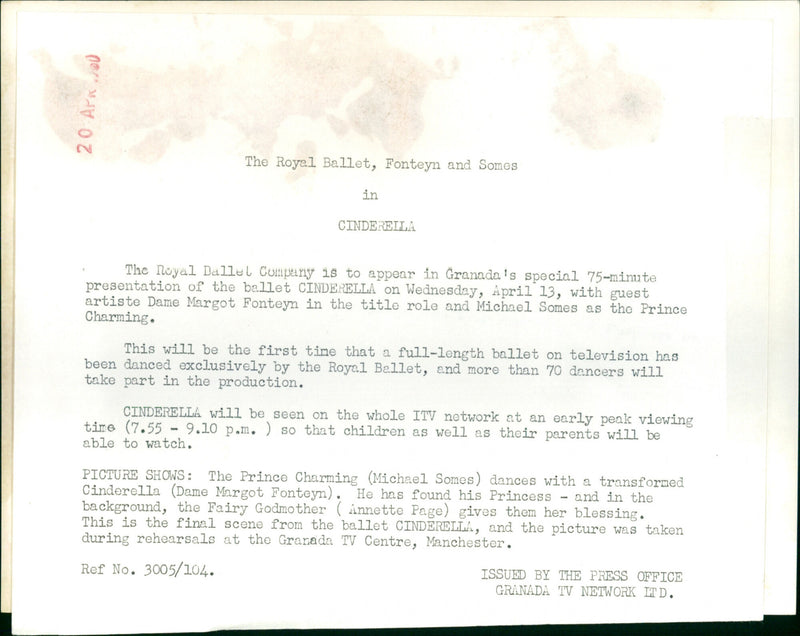 20 APR 1960
The Royal Ballet, Fonteyn and Somes
in
CINDERELLA
The Royal Ballet Company is to appear in Granada's special 75-minute
presentation of the ballet CINDERELLA on Wednesday, April 13, with guest
artiste Dame Margot Fonteyn in the title role and Michael Somes as the Prince
Charming.
This will be the first time that a full-length ballet on television has
been danced exclusively by the Royal Ballet, and more than 70 dancers will
take part in the production.
CINDERELLA will be seen on the whole ITV network at an early peak viewing
time (7.55 - 9.10 p.m. ) so that children as well as their parents will be
able to watch.
PICTURE SHOWS: The Prince Charming (Michael Somes) dances with a transformed
Cinderella (Dame Margot Fonteyn). He has found his Princess - and in the
background, the Fairy Godmother ( Annette Page) gives them her blessing.
This is the final scene from the ballet CINDERELLA, and the picture was taken
during rehearsals at the Granada TV Centre, Manchester.
Ref No. 3005/104.
ISSUED BY THE PRESS OFFICE
GRANADA TV NETWORK LTD.